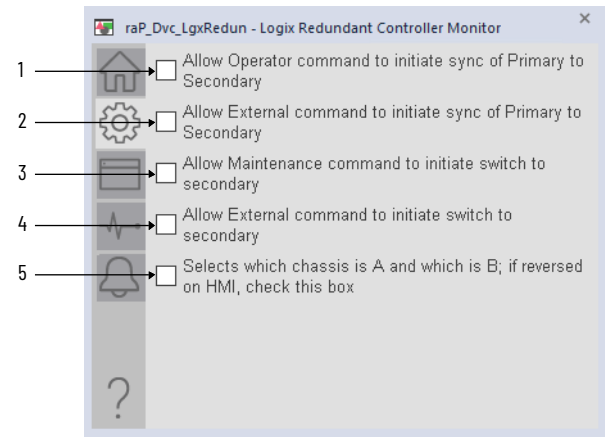 raP_Dvc_LgxRedun - Logix Redundant Controller Monitor
×
1
Allow Operator command to initiate sync of Primary to
Secondary
2
Allow External command to initiate sync of Primary to
Secondary
3
Allow Maintenance command to initiate switch to
secondary
4
Allow External command to initiate switch to
secondary
5
Selects which chassis is A and which is B; if reversed
on HMI, check this box
?